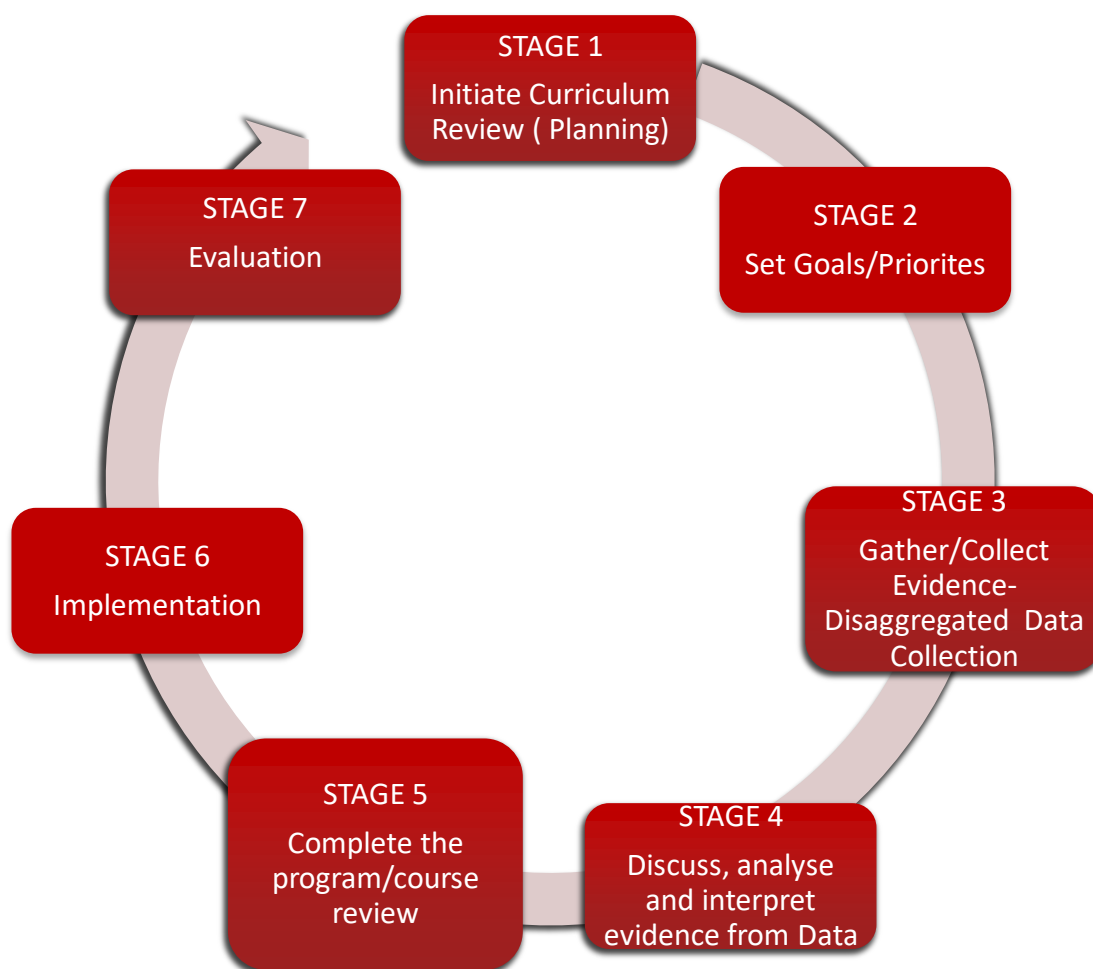 STAGE 1
Initiate Curriculum
Review ( Planning)
STAGE 2
Set Goals/Priorites
STAGE 3
Gather/Collect
Evidence-
Disaggregated Data
Collection
STAGE 4
Discuss, analyse
and interpret
evidence from Data
STAGE 5
Complete the
program/course
review
STAGE 6
Implementation
STAGE 7
Evaluation